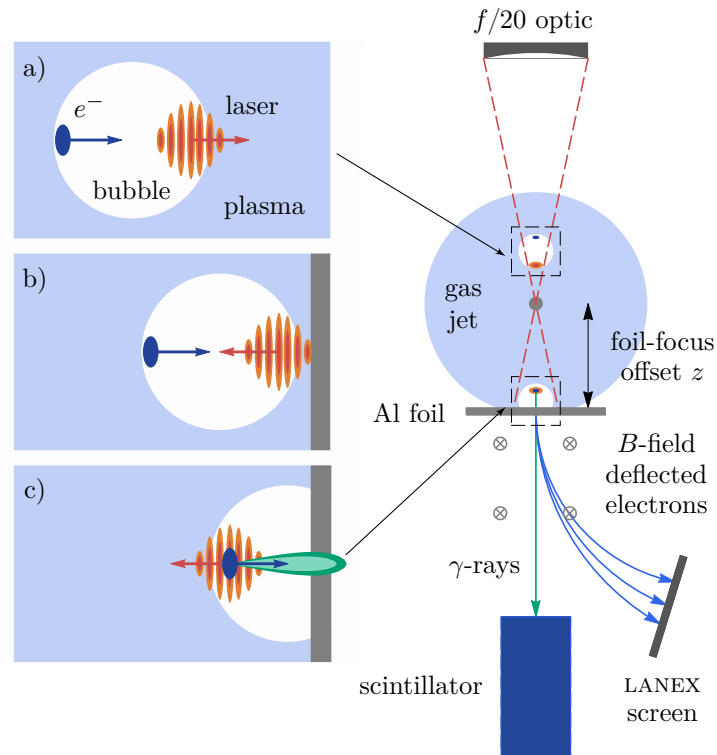 a)
e⁻
laser
bubble
plasma
b)
c)
f/20 optic
gas
jet
foil-focus
offset z
Al foil
B-field
deflected
electrons
γ-rays
scintillator
LANEX
screen